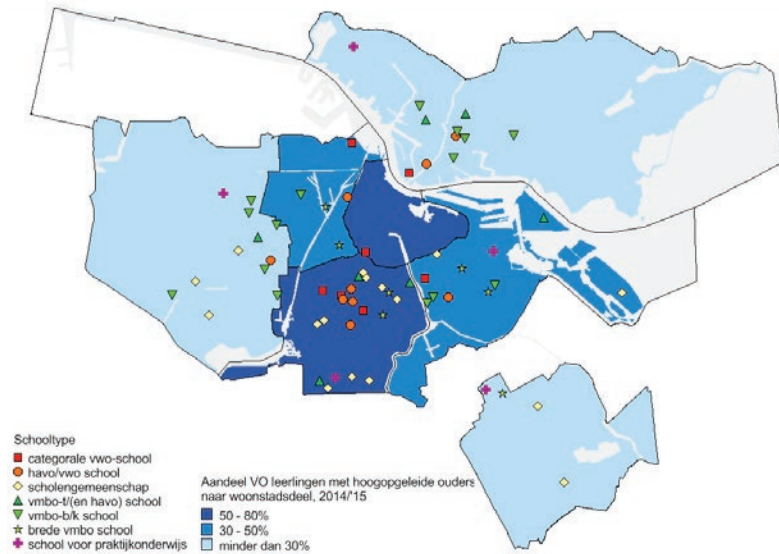 Schooltype
categorale vwo-school
havo/vwo school
scholengemeenschap
vmbo-t/(en havo) school
vmbo-b/k school
brede vmbo school
school voor praktijkonderwijs
Aandeel VO leerlingen met hoogopgeleide ouders
naar woonstadsdeel, 2014/'15
50 - 80%
30 - 50%
minder dan 30%